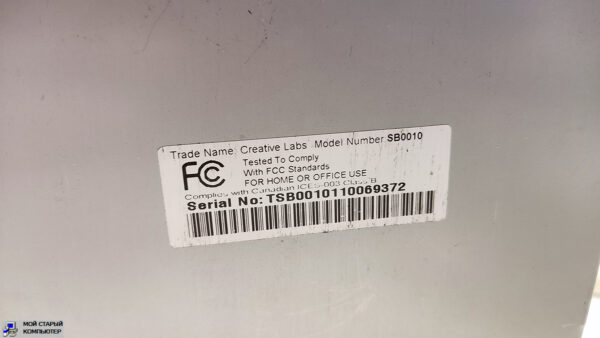 Trade Name: Creative Labs Model Number SB0010
FCC
Tested To Comply
With FCC Standards
FOR HOME OR OFFICE USE
Complies with Canadian ICES-003 Class B
Serial No: TSB0010110069372
МОЙ СТАРЫЙ
КОМПЬЮТЕР